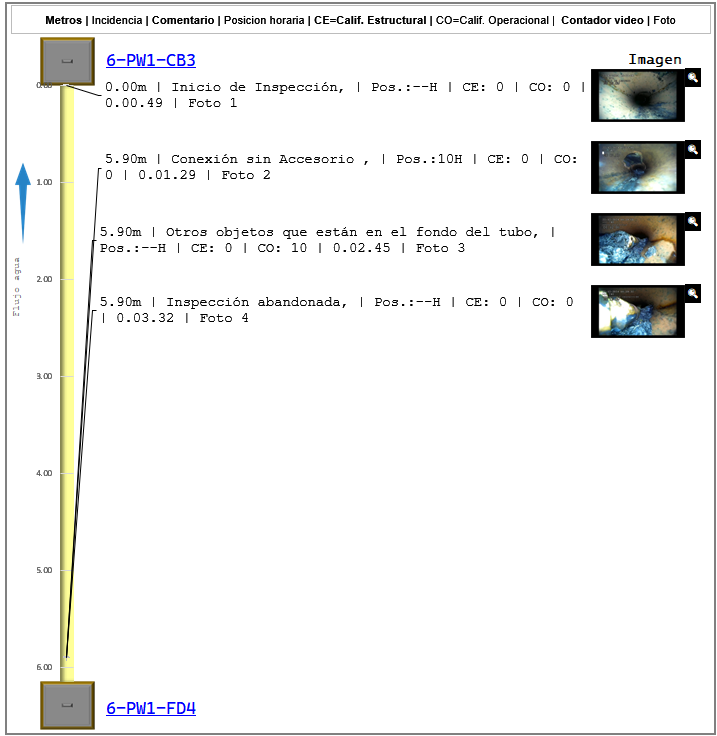 Metros | Incidencia | Comentario | Posicion horaria | CE=Calif. Estructural | CO=Calif. Operacional | Contador video | Foto
6-PW1-CB3
Imagen
0.00
0.00m | Inicio de Inspección, | Pos.:--H | CE: 0 | CO: 0 |
0.00.49 | Foto 1
5.90m | Conexión sin Accesorio , | Pos.:10H | CE: 0 | CO:
0 | 0.01.29 | Foto 2
1.00
5.90m | Otros objetos que están en el fondo del tubo, |
Pos.:--H | CE: 0 | CO: 10 | 0.02.45 | Foto 3
Flujo agua
2.00
5.90m | Inspección abandonada, | Pos.:--H | CE: 0 | CO: 0
| 0.03.32 | Foto 4
3.00
4.00
5.00
6.00
6-PW1-FD4